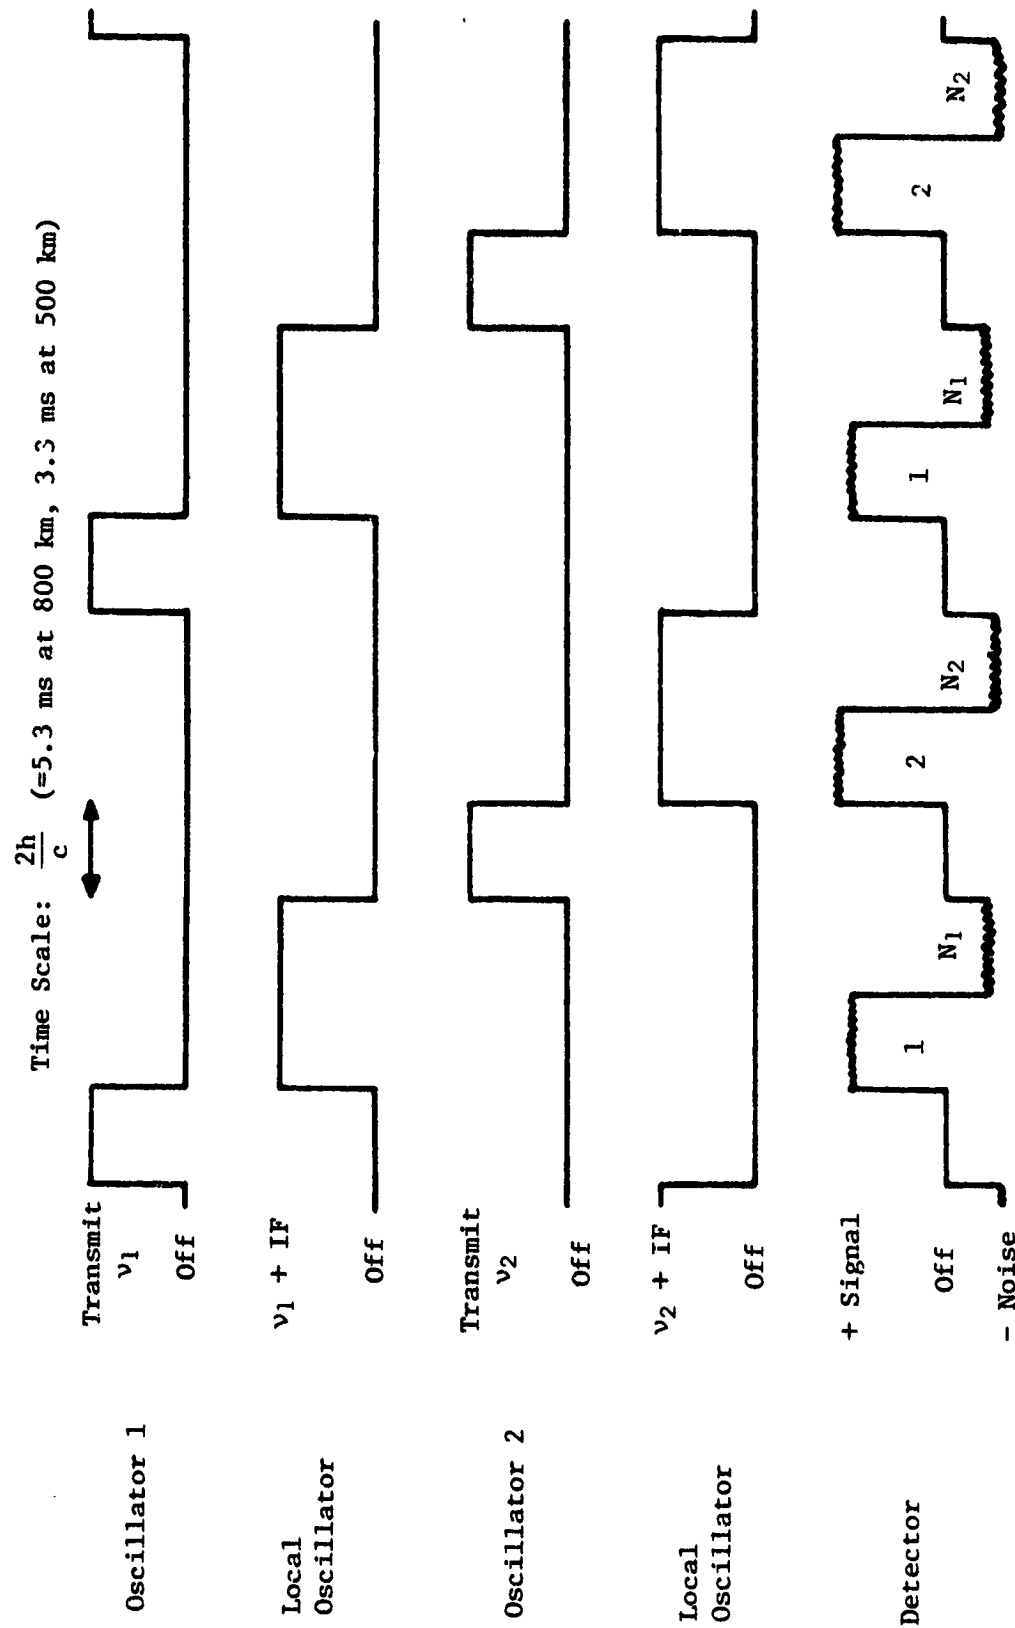 Time Scale: 2h/c (=5.3 ms at 800 km, 3.3 ms at 500 km)
Oscillator 1
Transmit
ν1
Off
Local
Oscillator
ν1 + IF
Off
Oscillator 2
Transmit
ν2
Off
Local
Oscillator
ν2 + IF
Off
Detector
+ Signal
Off
- Noise
1 N1 2 N2 1 N1 2 N2